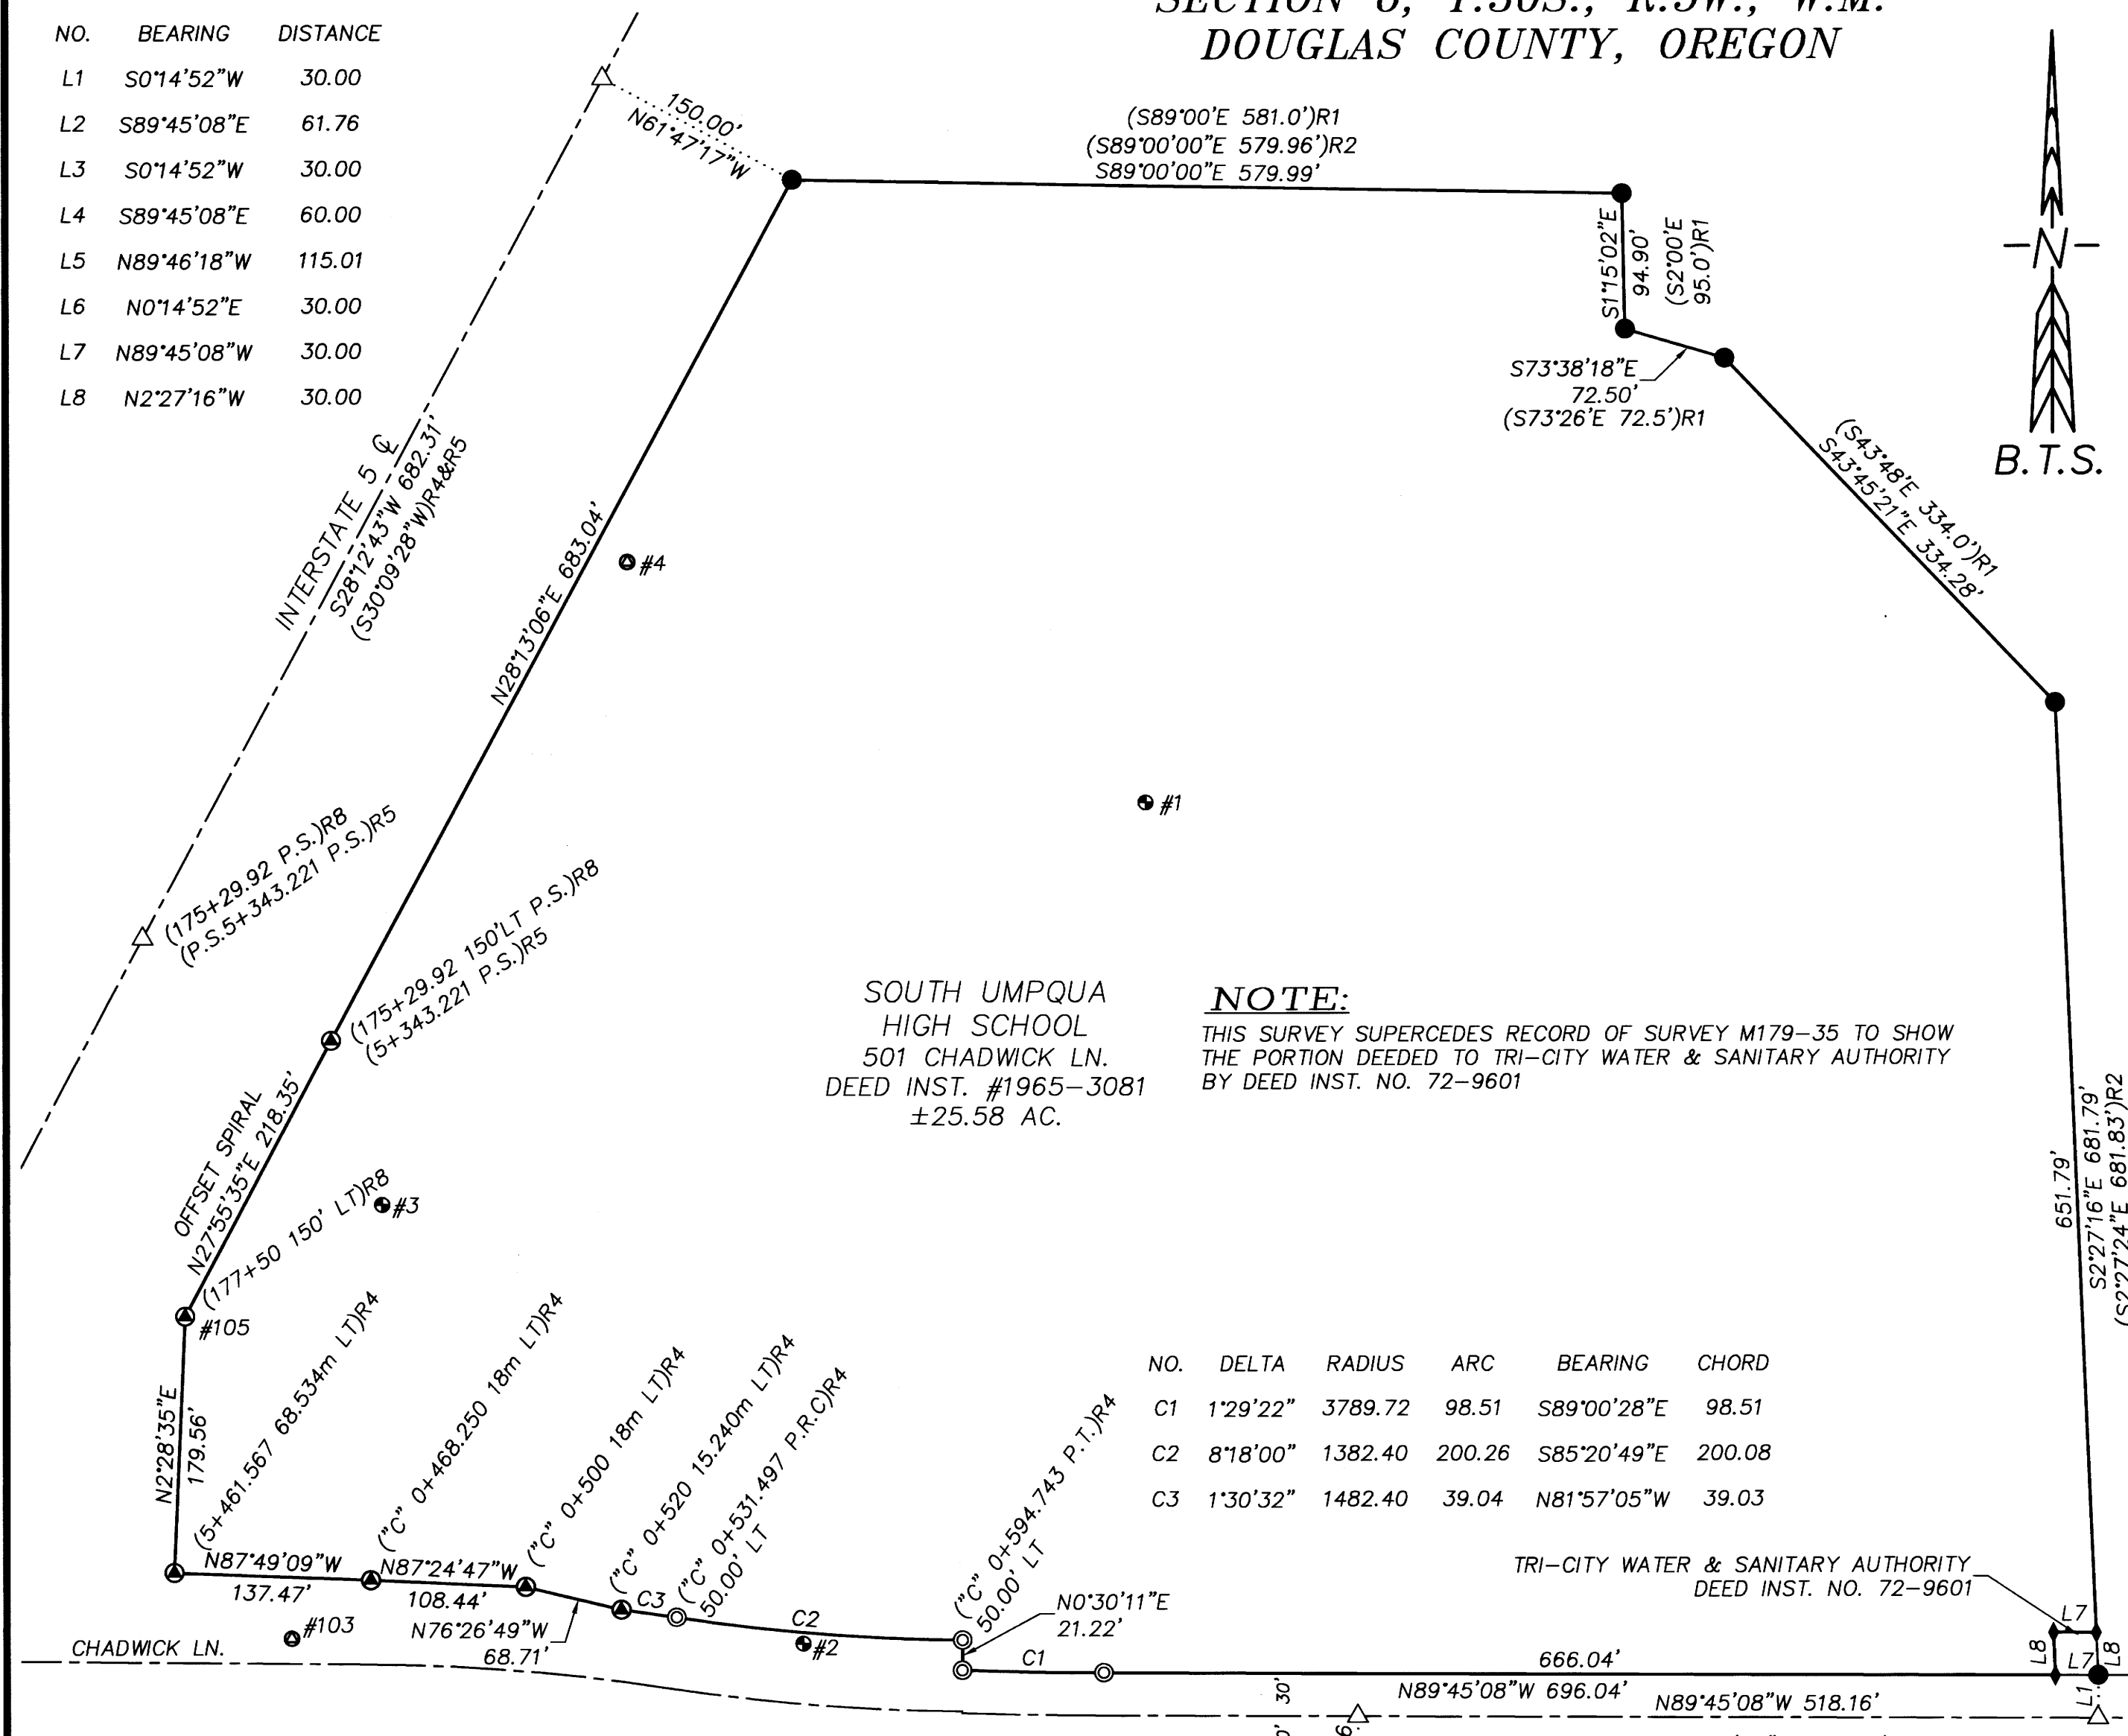 SECTION 6, T.30S., R.5W., W.M.
DOUGLAS COUNTY, OREGON
NO. BEARING DISTANCE
L1 S0°14'52"W 30.00
L2 S89°45'08"E 61.76
L3 S0°14'52"W 30.00
L4 S89°45'08"E 60.00
L5 N89°46'18"W 115.01
L6 N0°14'52"E 30.00
L7 N89°45'08"W 30.00
L8 N2°27'16"W 30.00
150.00'
N61°47'17"W
(S89°00'E 581.0')R1
(S89°00'00"E 579.96')R2
S89°00'00"E 579.99'
S1°15'02"E
94.90'
(S2°00'E
95.0')R1
S73°38'18"E
72.50'
(S73°26'E 72.5')R1
N
B.T.S.
(S43°48'E 334.0')R1
S43°45'21"E 334.28'
INTERSTATE 5 ℄
S28°12'43"W 682.31'
(S30°09'28"W)R4&R5
N28°13'06"E 683.04'
#4
#1
(175+29.92 P.S.)R8
(P.S.5+343.221 P.S.)R5
(175+29.92 150'LT P.S.)R8
(5+343.221 P.S.)R5
SOUTH UMPQUA
HIGH SCHOOL
501 CHADWICK LN.
DEED INST. #1965-3081
±25.58 AC.
NOTE:
THIS SURVEY SUPERCEDES RECORD OF SURVEY M179-35 TO SHOW
THE PORTION DEEDED TO TRI-CITY WATER & SANITARY AUTHORITY
BY DEED INST. NO. 72-9601
OFFSET SPIRAL
N27°55'35"E 218.35'
(177+50 150' LT)R8
#3
#105
651.79'
S2°27'16"E 681.79'
(S2°27'24"E 681.83')R2
N2°28'35"E
179.56'
(5+461.567 68.534m LT)R4
("C" 0+468.250 18m LT)R4
("C" 0+500 18m LT)R4
("C" 0+520 15.240m LT)R4
("C" 0+531.497 P.R.C)R4
50.00' LT
("C" 0+594.743 P.T.)R4
50.00' LT
NO. DELTA RADIUS ARC BEARING CHORD
C1 1°29'22" 3789.72 98.51 S89°00'28"E 98.51
C2 8°18'00" 1382.40 200.26 S85°20'49"E 200.08
C3 1°30'32" 1482.40 39.04 N81°57'05"W 39.03
N87°49'09"W
137.47'
N87°24'47"W
108.44'
N76°26'49"W
68.71'
C3
C2
#103
#2
CHADWICK LN.
N0°30'11"E
21.22'
C1
TRI-CITY WATER & SANITARY AUTHORITY
DEED INST. NO. 72-9601
L7
L8
L7
L8
L1
666.04'
N89°45'08"W 696.04'
N89°45'08"W 518.16'
30'